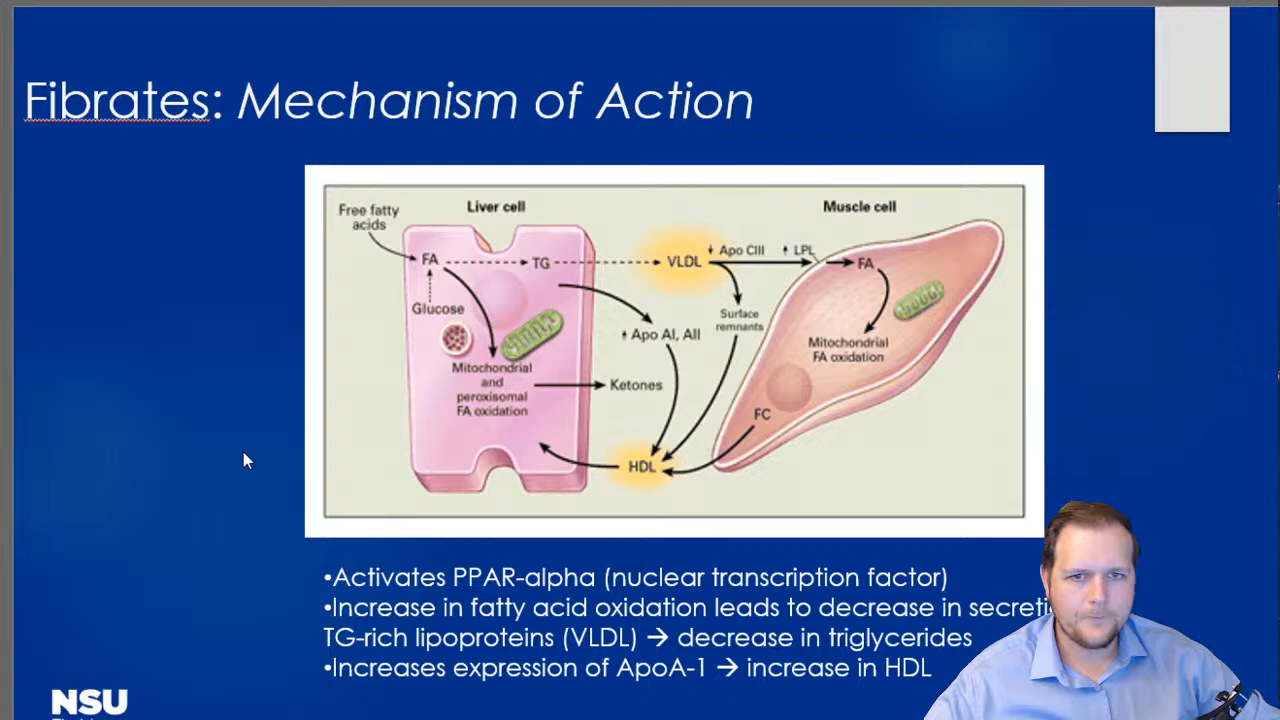 Fibrates: Mechanism of Action
Liver cell
Muscle cell
Free fatty
acids
FA
TG
VLDL
Apo CIII
LPL
FA
Glucose
Surface
remnants
Apo AI, AII
Mitochondrial
FA oxidation
Mitochondrial
and
peroxisomal
FA oxidation
Ketones
FC
HDL
•Activates PPAR-alpha (nuclear transcription factor)
•Increase in fatty acid oxidation leads to decrease in
TG-rich lipoproteins (VLDL) → decrease in triglycerides
•Increases expression of ApoA-1 → increase in HDL
NSU